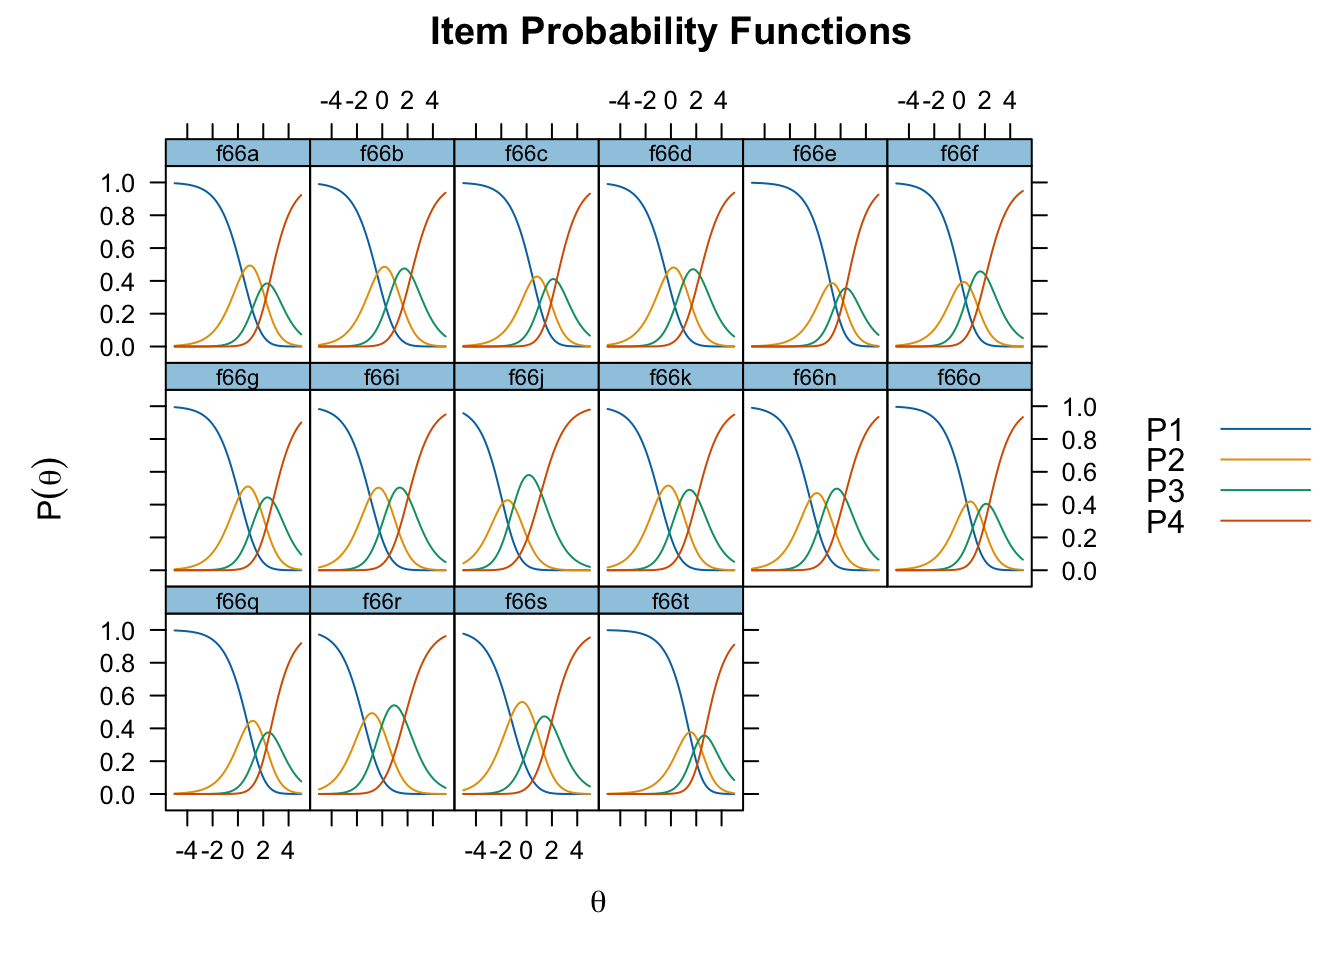 Item Probability Functions
-4 -2 0 2 4 -4 -2 0 2 4 -4 -2 0 2 4
f66a f66b f66c f66d f66e f66f
1.0
0.8
0.6
0.4
0.2
0.0
f66g f66i f66j f66k f66n f66o
1.0
0.8
0.6
0.4
0.2
0.0
P(θ)
P1
P2
P3
P4
f66q f66r f66s f66t
1.0
0.8
0.6
0.4
0.2
0.0
-4 -2 0 2 4 -4 -2 0 2 4
θ